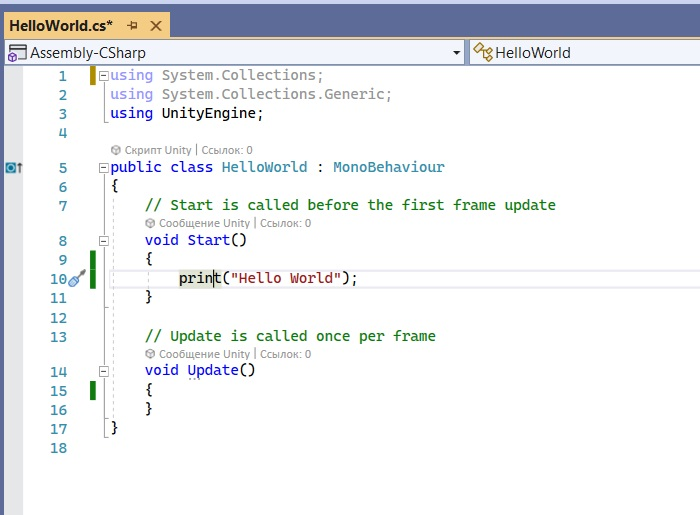 HelloWorld.cs*
Assembly-CSharp HelloWorld
1 using System.Collections;
2 using System.Collections.Generic;
3 using UnityEngine;
4
Скрипт Unity | Ссылок: 0
5 public class HelloWorld : MonoBehaviour
6 {
7 // Start is called before the first frame update
Сообщение Unity | Ссылок: 0
8 void Start()
9 {
10 print("Hello World");
11 }
12
13 // Update is called once per frame
Сообщение Unity | Ссылок: 0
14 void Update()
15 {
16 }
17 }
18